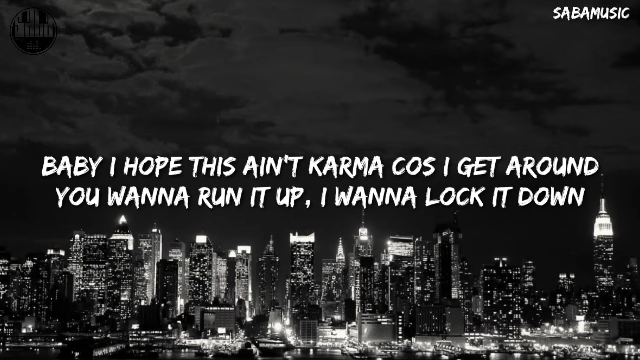 SABAMUSIC
BABY I HOPE THIS AIN'T KARMA COS I GET AROUND
YOU WANNA RUN IT UP, I WANNA LOCK IT DOWN